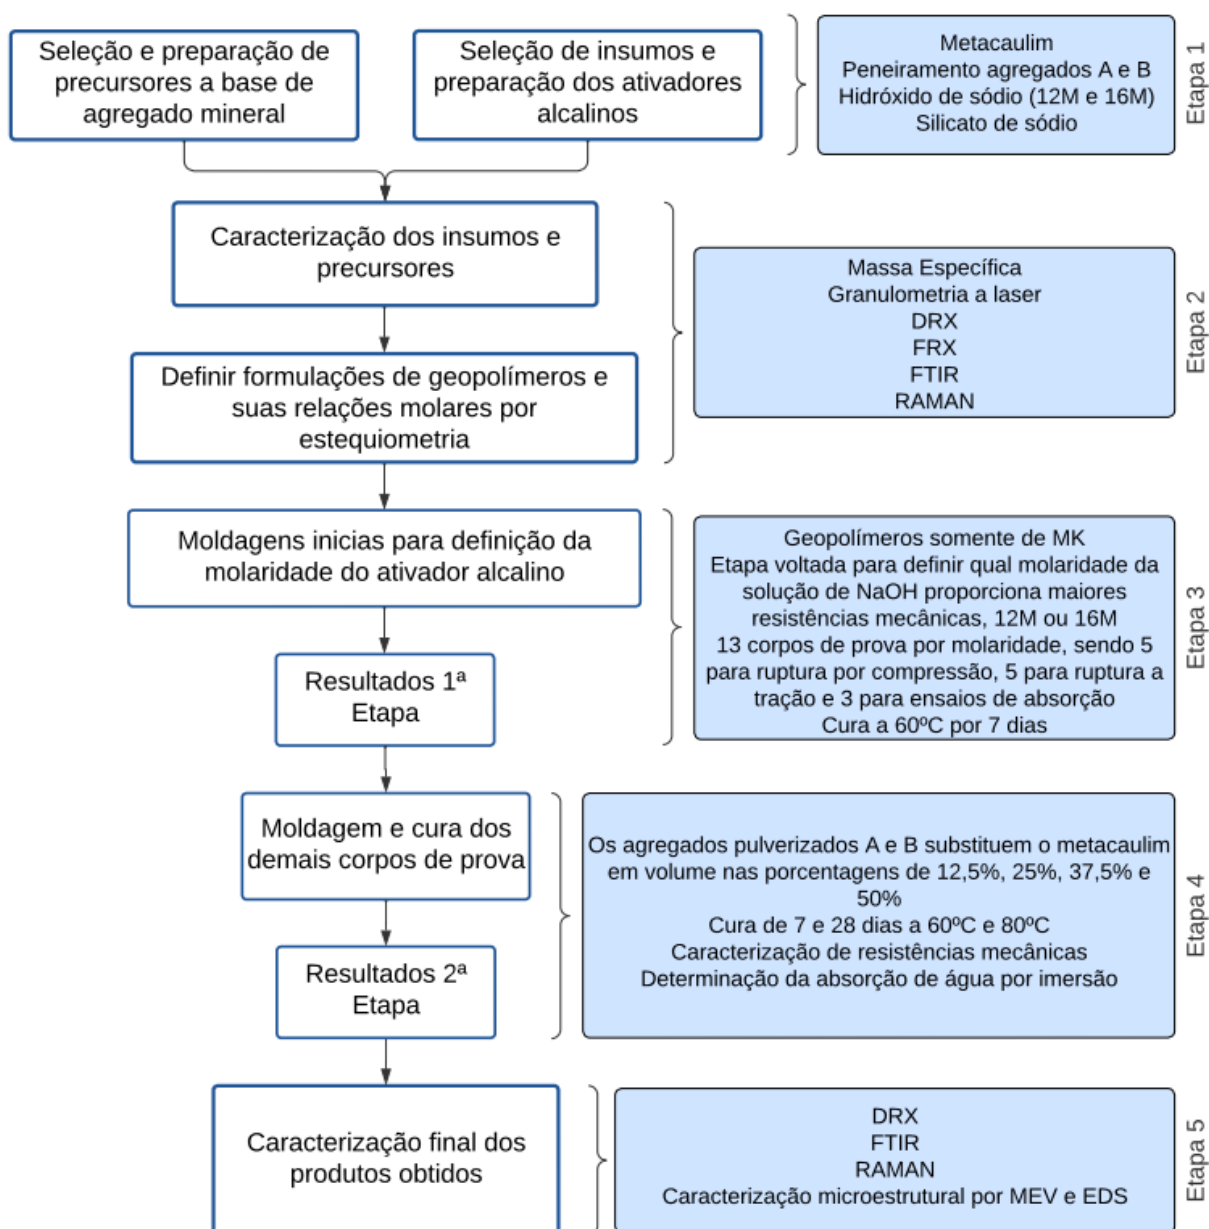 Seleção e preparação de
precursores a base de
agregado mineral
Seleção de insumos e
preparação dos ativadores
alcalinos
Metacaulim
Peneiramento agregados A e B
Hidróxido de sódio (12M e 16M)
Silicato de sódio
Etapa 1
Caracterização dos insumos e
precursores
Definir formulações de geopolímeros e
suas relações molares por
estequiometria
Massa Específica
Granulometria a laser
DRX
FRX
FTIR
RAMAN
Etapa 2
Moldagens inicias para definição da
molaridade do ativador alcalino
Resultados 1ª
Etapa
Geopolímeros somente de MK
Etapa voltada para definir qual molaridade da
solução de NaOH proporciona maiores
resistências mecânicas, 12M ou 16M
13 corpos de prova por molaridade, sendo 5
para ruptura por compressão, 5 para ruptura a
tração e 3 para ensaios de absorção
Cura a 60ºC por 7 dias
Etapa 3
Moldagem e cura dos
demais corpos de prova
Resultados 2ª
Etapa
Os agregados pulverizados A e B substituem o metacaulim
em volume nas porcentagens de 12,5%, 25%, 37,5% e
50%
Cura de 7 e 28 dias a 60ºC e 80ºC
Caracterização de resistências mecânicas
Determinação da absorção de água por imersão
Etapa 4
Caracterização final dos
produtos obtidos
DRX
FTIR
RAMAN
Caracterização microestrutural por MEV e EDS
Etapa 5